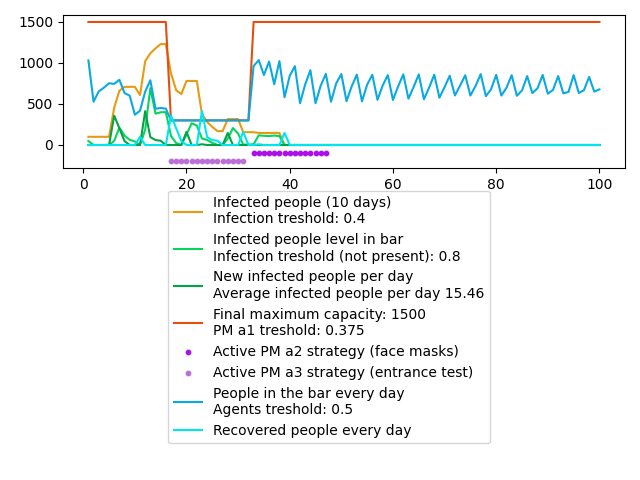 1500
1000
500
0
0 20 40 60 80 100
Infected people (10 days)
Infection treshold: 0.4
Infected people level in bar
Infection treshold (not present): 0.8
New infected people per day
Average infected people per day 15.46
Final maximum capacity: 1500
PM a1 treshold: 0.375
Active PM a2 strategy (face masks)
Active PM a3 strategy (entrance test)
People in the bar every day
Agents treshold: 0.5
Recovered people every day